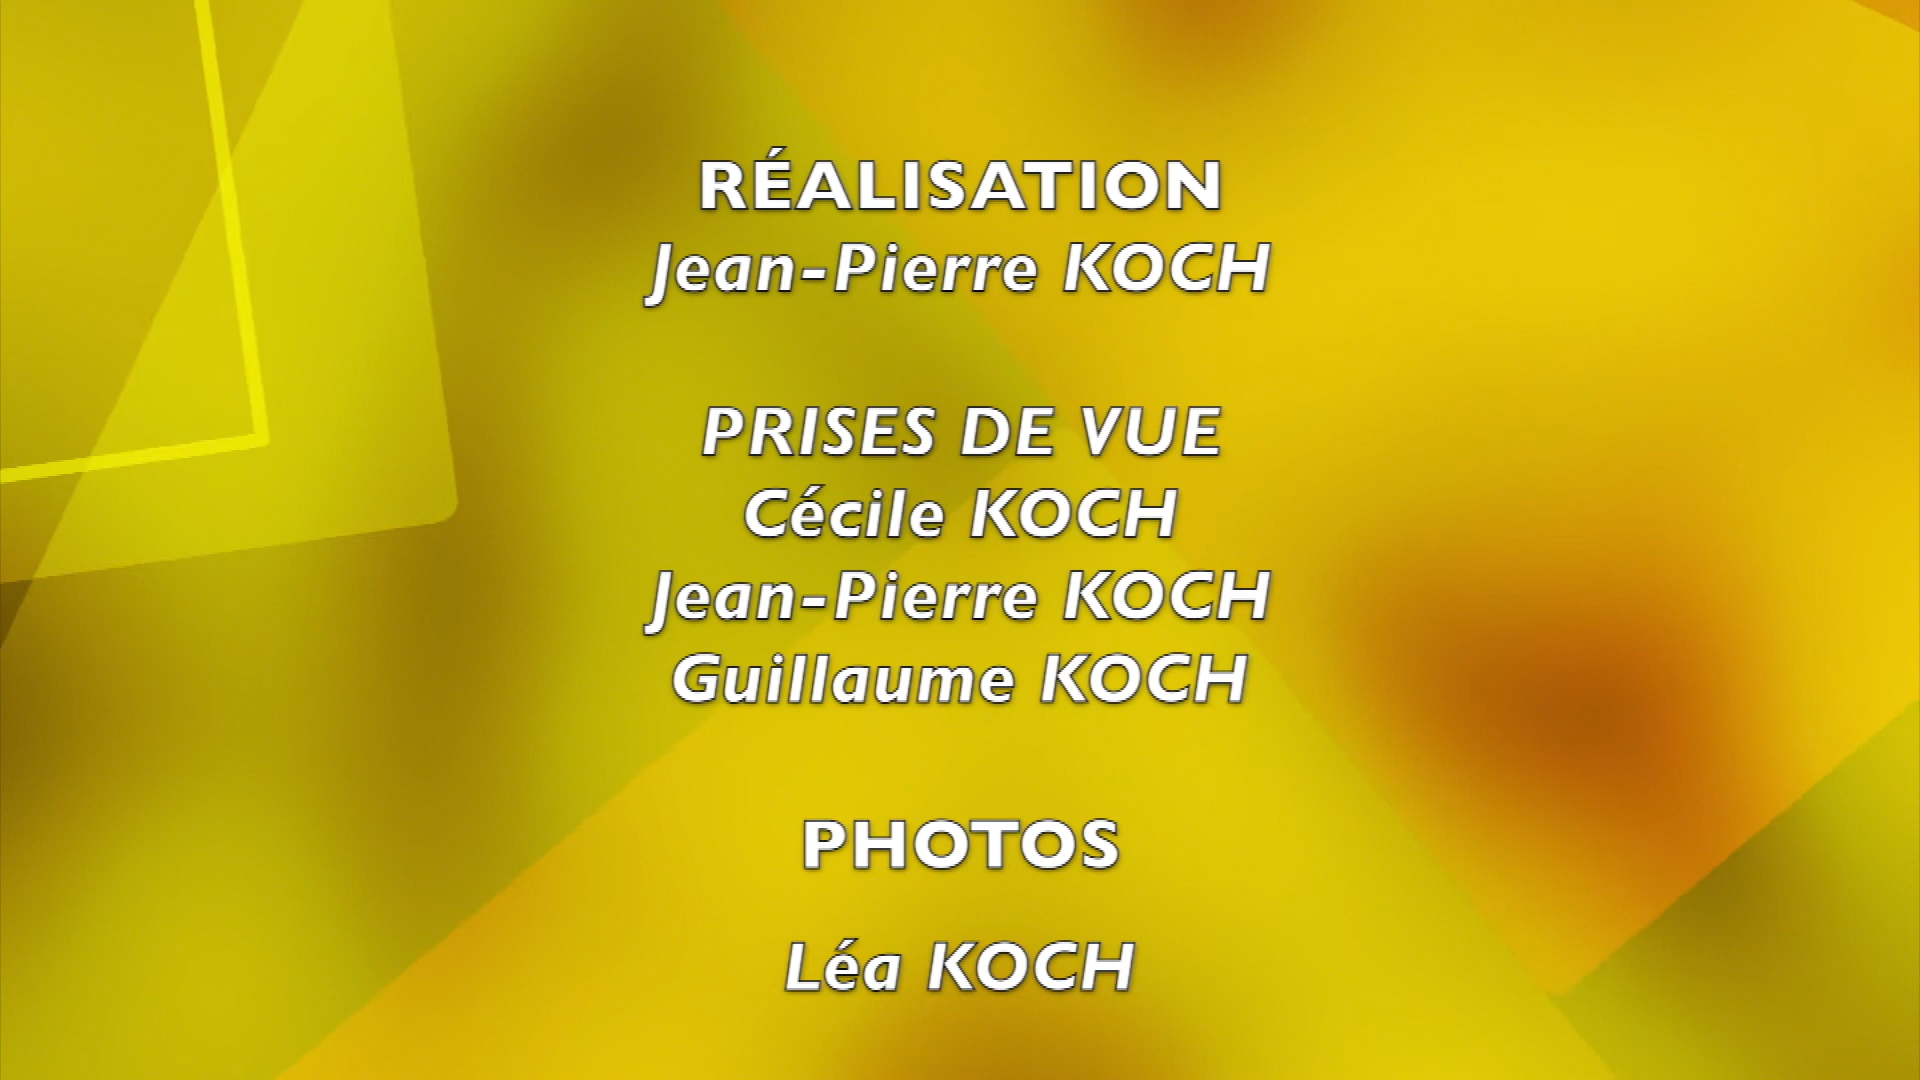 RÉALISATION
Jean-Pierre KOCH
PRISES DE VUE
Cécile KOCH
Jean-Pierre KOCH
Guillaume KOCH
PHOTOS
Léa KOCH